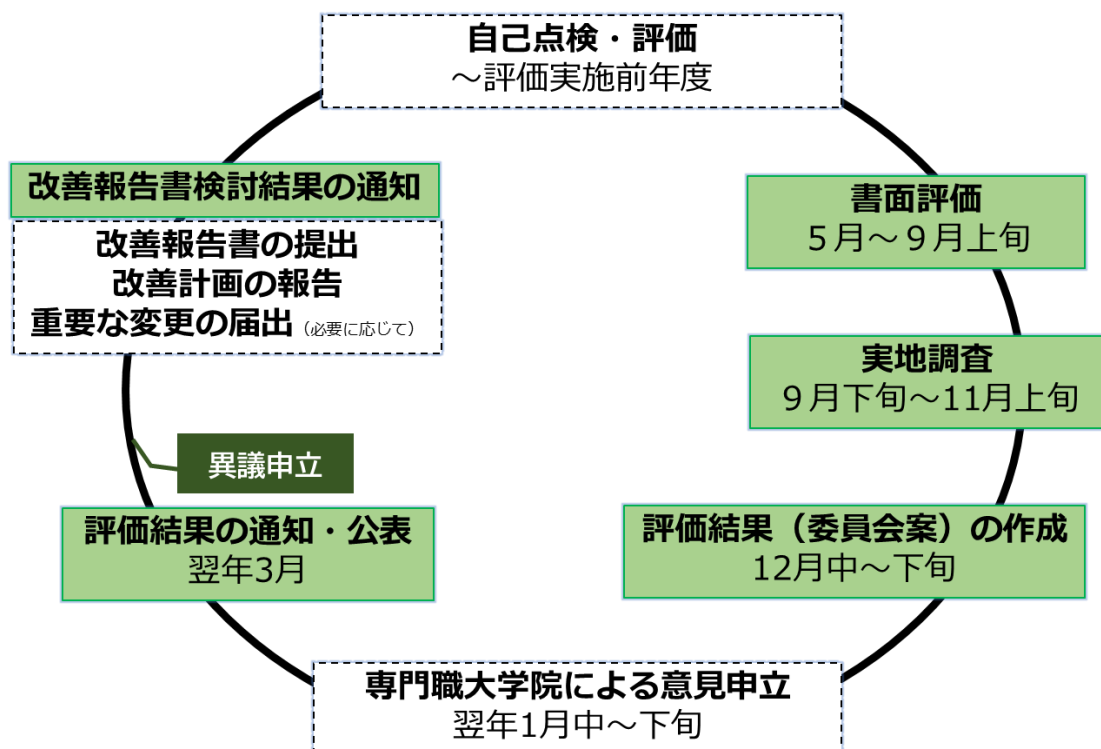 自己点検・評価
～評価実施前年度
書面評価
５月～９月上旬
実地調査
９月下旬～11月上旬
評価結果（委員会案）の作成
12月中～下旬
専門職大学院による意見申立
翌年1月中～下旬
評価結果の通知・公表
翌年3月
異議申立
改善報告書検討結果の通知
改善報告書の提出
改善計画の報告
重要な変更の届出（必要に応じて）